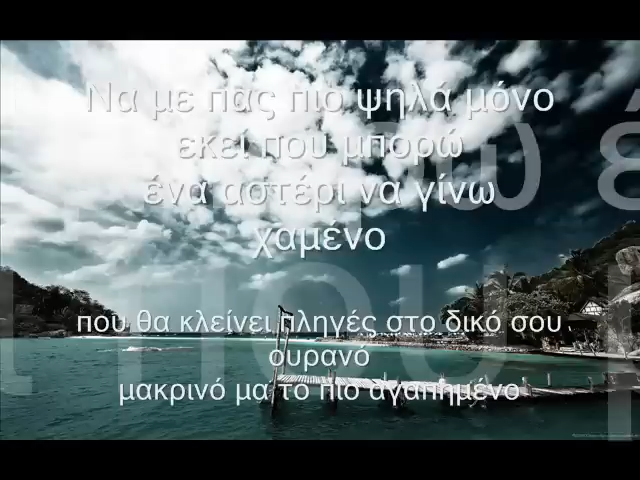 Να με πας πιο ψηλά μόνο
εκεί που μπορώ
ένα αστέρι να γίνω
χαμένο
που θα κλείνει πληγές στο δικό σου
ουρανό
μακρινό μα το πιο αγαπημένο